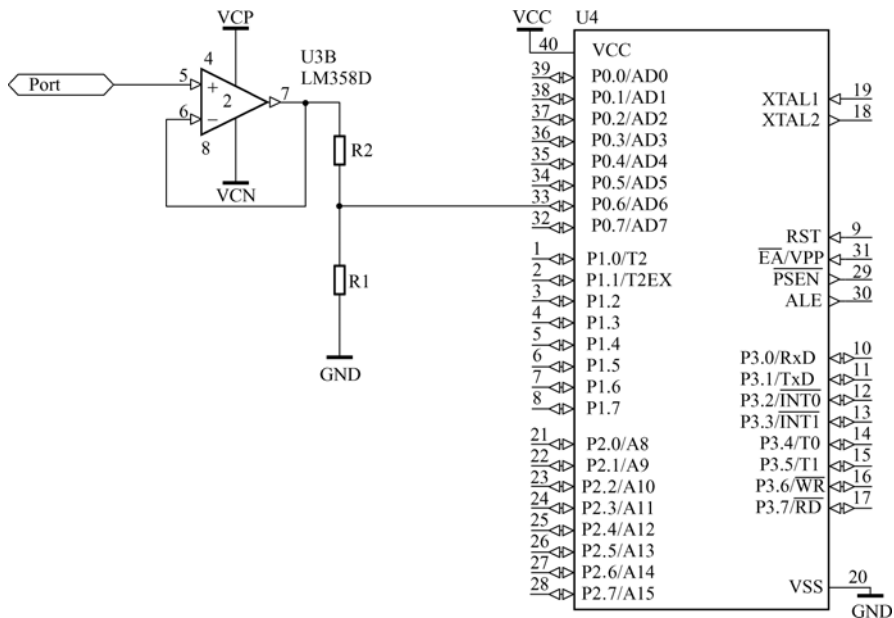 VCP
4
U3B
LM358D
Port
5
+
2
7
6
−
8
VCN
R2
R1
GND
VCC
U4
40
VCC
39
P0.0/AD0
38
P0.1/AD1
37
P0.2/AD2
36
P0.3/AD3
35
P0.4/AD4
34
P0.5/AD5
33
P0.6/AD6
32
P0.7/AD7
1
P1.0/T2
2
P1.1/T2EX
3
P1.2
4
P1.3
5
P1.4
6
P1.5
7
P1.6
8
P1.7
21
P2.0/A8
22
P2.1/A9
23
P2.2/A10
24
P2.3/A11
25
P2.4/A12
26
P2.5/A13
27
P2.6/A14
28
P2.7/A15
XTAL1
19
XTAL2
18
RST
9
E̅A̅/VPP
31
P̅S̅E̅N̅
29
ALE
30
P3.0/RxD
10
P3.1/TxD
11
P3.2/I̅N̅T̅0̅
12
P3.3/I̅N̅T̅1̅
13
P3.4/T0
14
P3.5/T1
15
P3.6/W̅R̅
16
P3.7/R̅D̅
17
VSS
20
GND